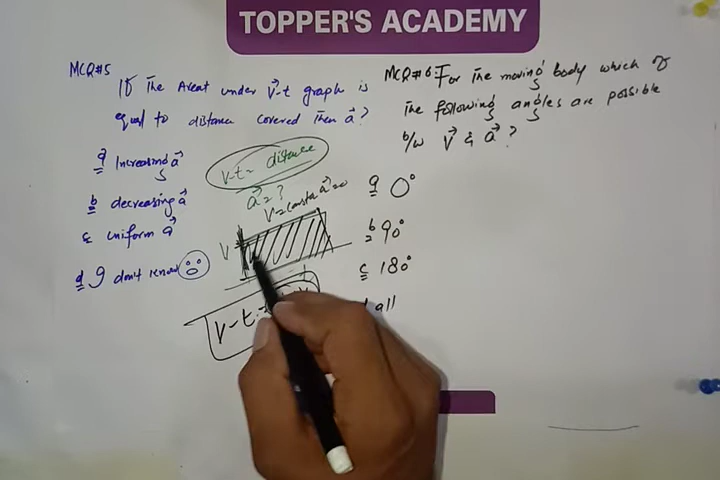 TOPPER'S ACADEMY
MCQ#5
If The Areat under v⃗-t graph is
equal to distance covered Then a⃗?
a Increasing a⃗
b decreasing a⃗
c uniform a⃗
d I don't know
v-t = distance
a⃗ = ?
V = const a⃗ = 0
V
v-t =
MCQ#6: For The moving body which of
The following angles are possible
b/w V⃗ & a⃗?
a 0°
b 90°
c 180°
all